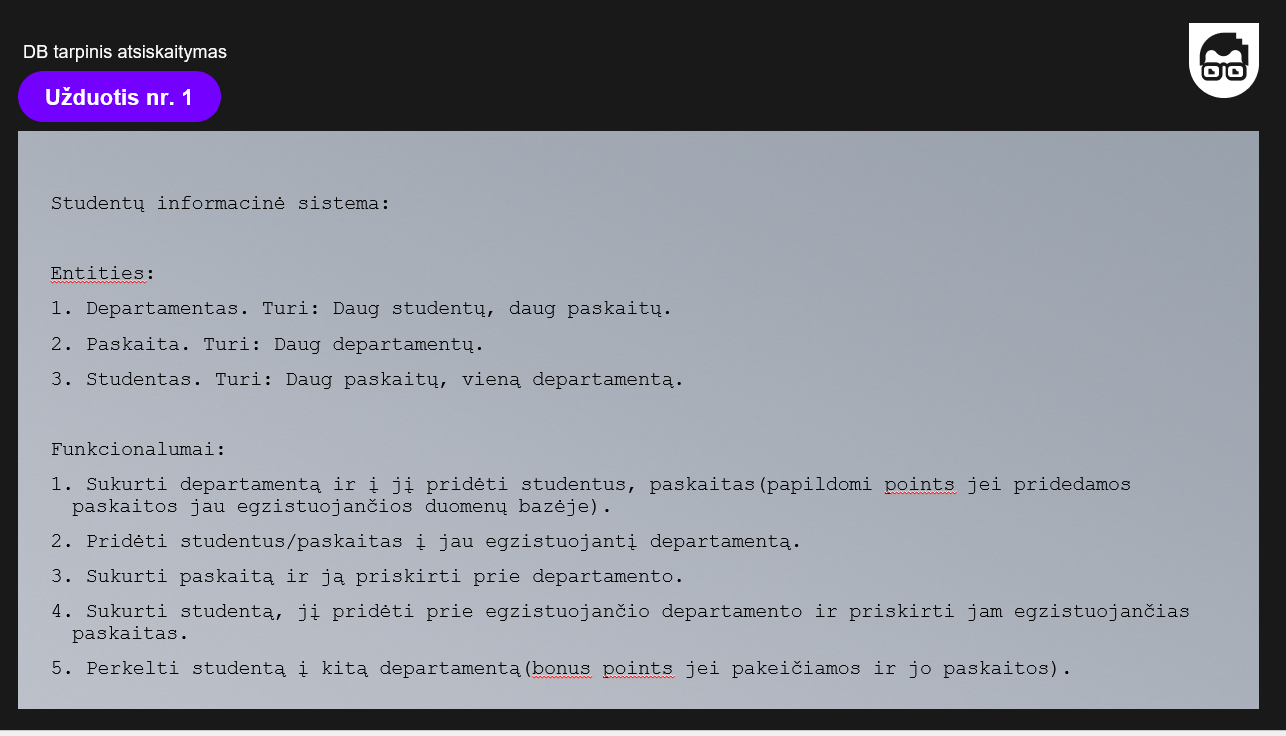 DB tarpinis atsiskaitymas
Užduotis nr. 1
Studentų informacinė sistema:
Entities:
1. Departamentas. Turi: Daug studentų, daug paskaitų.
2. Paskaita. Turi: Daug departamentų.
3. Studentas. Turi: Daug paskaitų, vieną departamentą.
Funkcionalumai:
1. Sukurti departamentą ir į jį pridėti studentus, paskaitas(papildomi points jei pridedamos
paskaitos jau egzistuojančios duomenų bazėje).
2. Pridėti studentus/paskaitas į jau egzistuojantį departamentą.
3. Sukurti paskaitą ir ją priskirti prie departamento.
4. Sukurti studentą, jį pridėti prie egzistuojančio departamento ir priskirti jam egzistuojančias
paskaitas.
5. Perkelti studentą į kitą departamentą(bonus points jei pakeičiamos ir jo paskaitos).